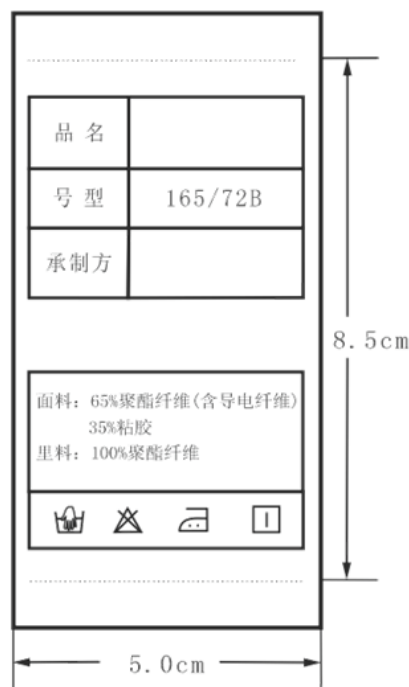 品 名
号 型 165/72B
承制方
8.5cm
面料：65%聚酯纤维(含导电纤维)
35%粘胶
里料：100%聚酯纤维
5.0cm